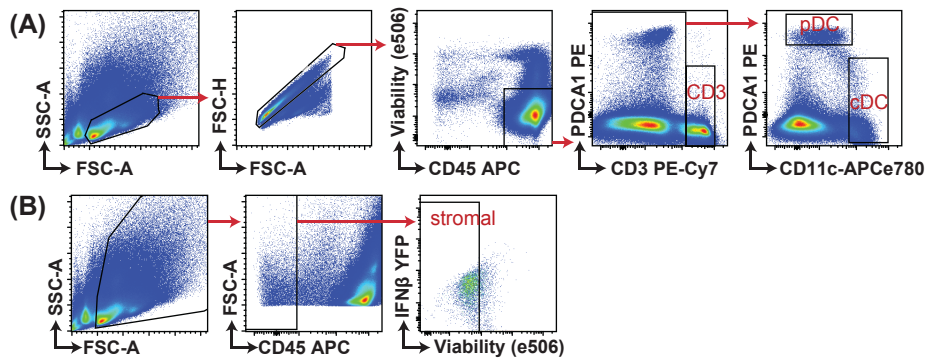 (A)
SSC-A
FSC-A
FSC-H
FSC-A
Viability (e506)
CD45 APC
PDCA1 PE
CD3
CD3 PE-Cy7
PDCA1 PE
pDC
cDC
CD11c-APCe780
(B)
SSC-A
FSC-A
FSC-A
CD45 APC
IFNβ YFP
stromal
Viability (e506)